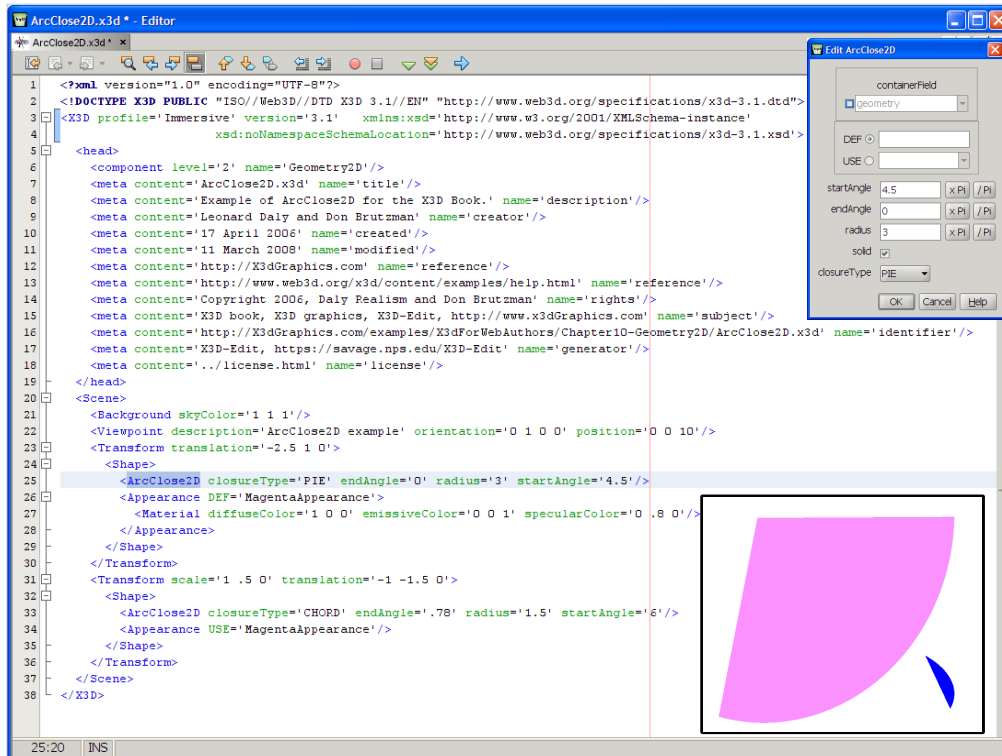 ArcClose2D.x3d * - Editor
ArcClose2D.x3d *
1 <?xml version="1.0" encoding="UTF-8"?>
2 <!DOCTYPE X3D PUBLIC "ISO//Web3D//DTD X3D 3.1//EN" "http://www.web3d.org/specifications/x3d-3.1.dtd">
3 <X3D profile='Immersive' version='3.1' xmlns:xsd='http://www.w3.org/2001/XMLSchema-instance'
4 xsd:noNamespaceSchemaLocation='http://www.web3d.org/specifications/x3d-3.1.xsd'>
5 <head>
6 <component level='2' name='Geometry2D'/>
7 <meta content='ArcClose2D.x3d' name='title'/>
8 <meta content='Example of ArcClose2D for the X3D Book.' name='description'/>
9 <meta content='Leonard Daly and Don Brutzman' name='creator'/>
10 <meta content='17 April 2006' name='created'/>
11 <meta content='11 March 2008' name='modified'/>
12 <meta content='http://X3dGraphics.com' name='reference'/>
13 <meta content='http://www.web3d.org/x3d/content/examples/help.html' name='reference'/>
14 <meta content='Copyright 2006, Daly Realism and Don Brutzman' name='rights'/>
15 <meta content='X3D book, X3D graphics, X3D-Edit, http://www.x3dGraphics.com' name='subject'/>
16 <meta content='http://X3dGraphics.com/examples/X3dForWebAuthors/Chapter10-Geometry2D/ArcClose2D.x3d' name='identifier'/>
17 <meta content='X3D-Edit, https://savage.nps.edu/X3D-Edit' name='generator'/>
18 <meta content='../license.html' name='license'/>
19 </head>
20 <Scene>
21 <Background skyColor='1 1 1'/>
22 <Viewpoint description='ArcClose2D example' orientation='0 1 0 0' position='0 0 10'/>
23 <Transform translation='-2.5 1 0'>
24 <Shape>
25 <ArcClose2D closureType='PIE' endAngle='0' radius='3' startAngle='4.5'/>
26 <Appearance DEF='MagentaAppearance'>
27 <Material diffuseColor='1 0 0' emissiveColor='0 0 1' specularColor='0 .8 0'/>
28 </Appearance>
29 </Shape>
30 </Transform>
31 <Transform scale='1 .5 0' translation='-1 -1.5 0'>
32 <Shape>
33 <ArcClose2D closureType='CHORD' endAngle='.78' radius='1.5' startAngle='6'/>
34 <Appearance USE='MagentaAppearance'/>
35 </Shape>
36 </Transform>
37 </Scene>
38 </X3D>
25:20 INS
Edit ArcClose2D
containerField
geometry
DEF
USE
startAngle 4.5 x Pi / Pi
endAngle 0 x Pi / Pi
radius 3 x Pi / Pi
solid
closureType PIE
OK Cancel Help